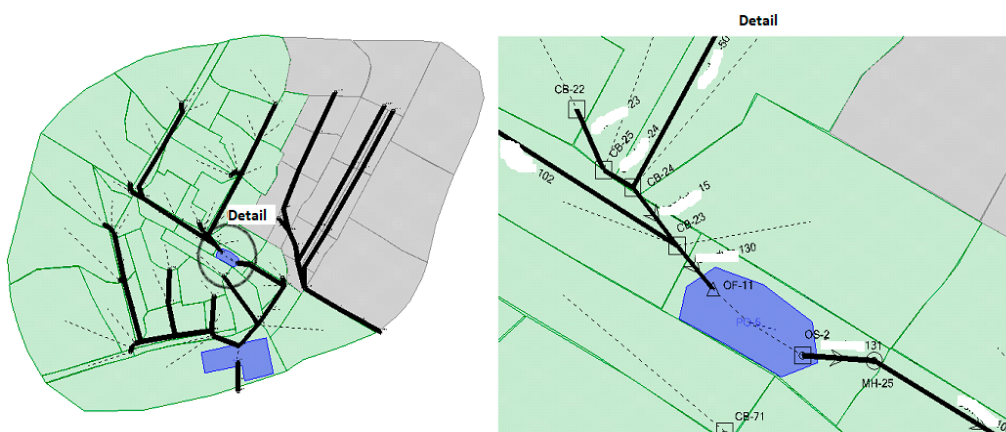 Detail
Detail
-50
CB-22
23
CB-25
-24
CB-24
102
15
CB-23
130
OF-11
PO-5
OS-2
131
MH-25
CB-71